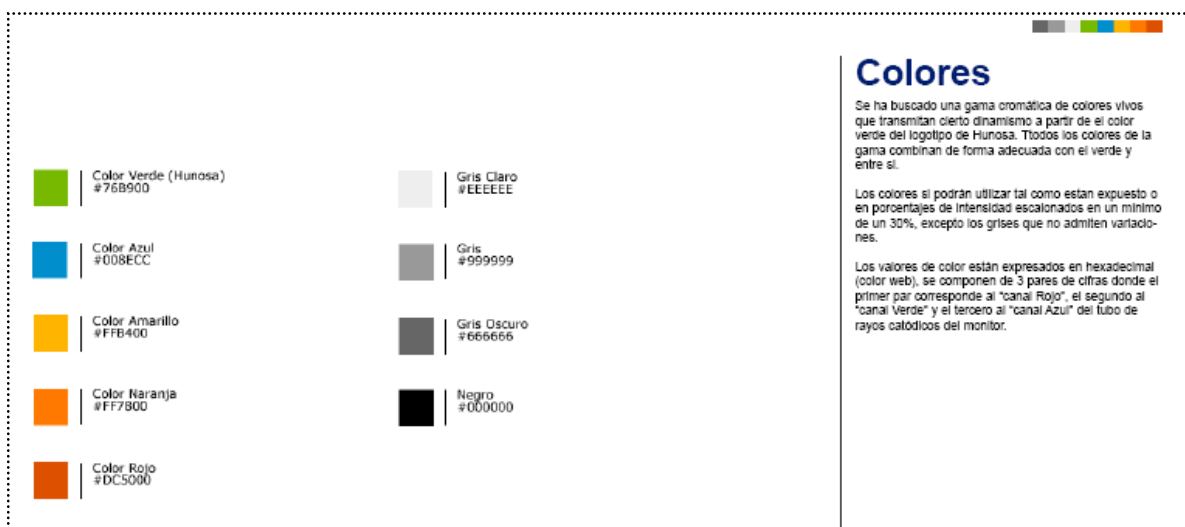 Colores
Se ha buscado una gama cromática de colores vivos
que transmitan cierto dinamismo a partir de el color
verde del logotipo de Hunosa. Ttodos los colores de la
gama combinan de forma adecuada con el verde y
entre si.
Los colores si podrán utilizar tal como estan expuesto o
en porcentajes de intensidad escalonados en un mínimo
de un 30%, excepto los grises que no admiten variacio-
nes.
Los valores de color están expresados en hexadecimal
(color web), se componen de 3 pares de cifras donde el
primer par corresponde al "canal Rojo", el segundo al
"canal Verde" y el tercero al "canal Azul" del tubo de
rayos catódicos del monitor.
Color Verde (Hunosa)
#76B900
Color Azul
#008ECC
Color Amarillo
#FFB400
Color Naranja
#FF7B00
Color Rojo
#DC5000
Gris Claro
#EEEEEE
Gris
#999999
Gris Oscuro
#666666
Negro
#000000